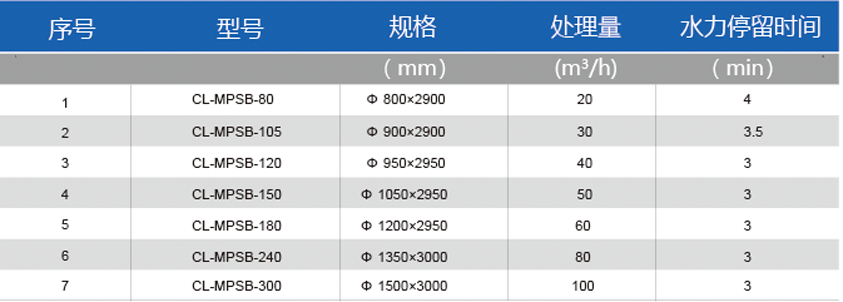 序号 型号 规格 处理量 水力停留时间
（mm） (m³/h) （min）
1 CL-MPSB-80 Φ 800×2900 20 4
2 CL-MPSB-105 Φ 900×2900 30 3.5
3 CL-MPSB-120 Φ 950×2950 40 3
4 CL-MPSB-150 Φ 1050×2950 50 3
5 CL-MPSB-180 Φ 1200×2950 60 3
6 CL-MPSB-240 Φ 1350×3000 80 3
7 CL-MPSB-300 Φ 1500×3000 100 3